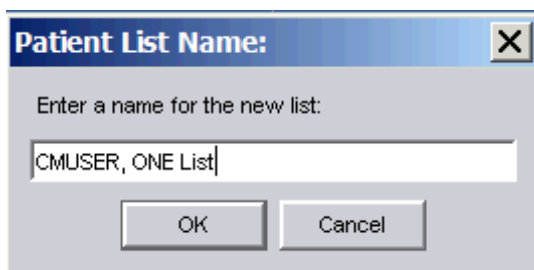 Patient List Name:
Enter a name for the new list:
CMUSER, ONE List
OK Cancel